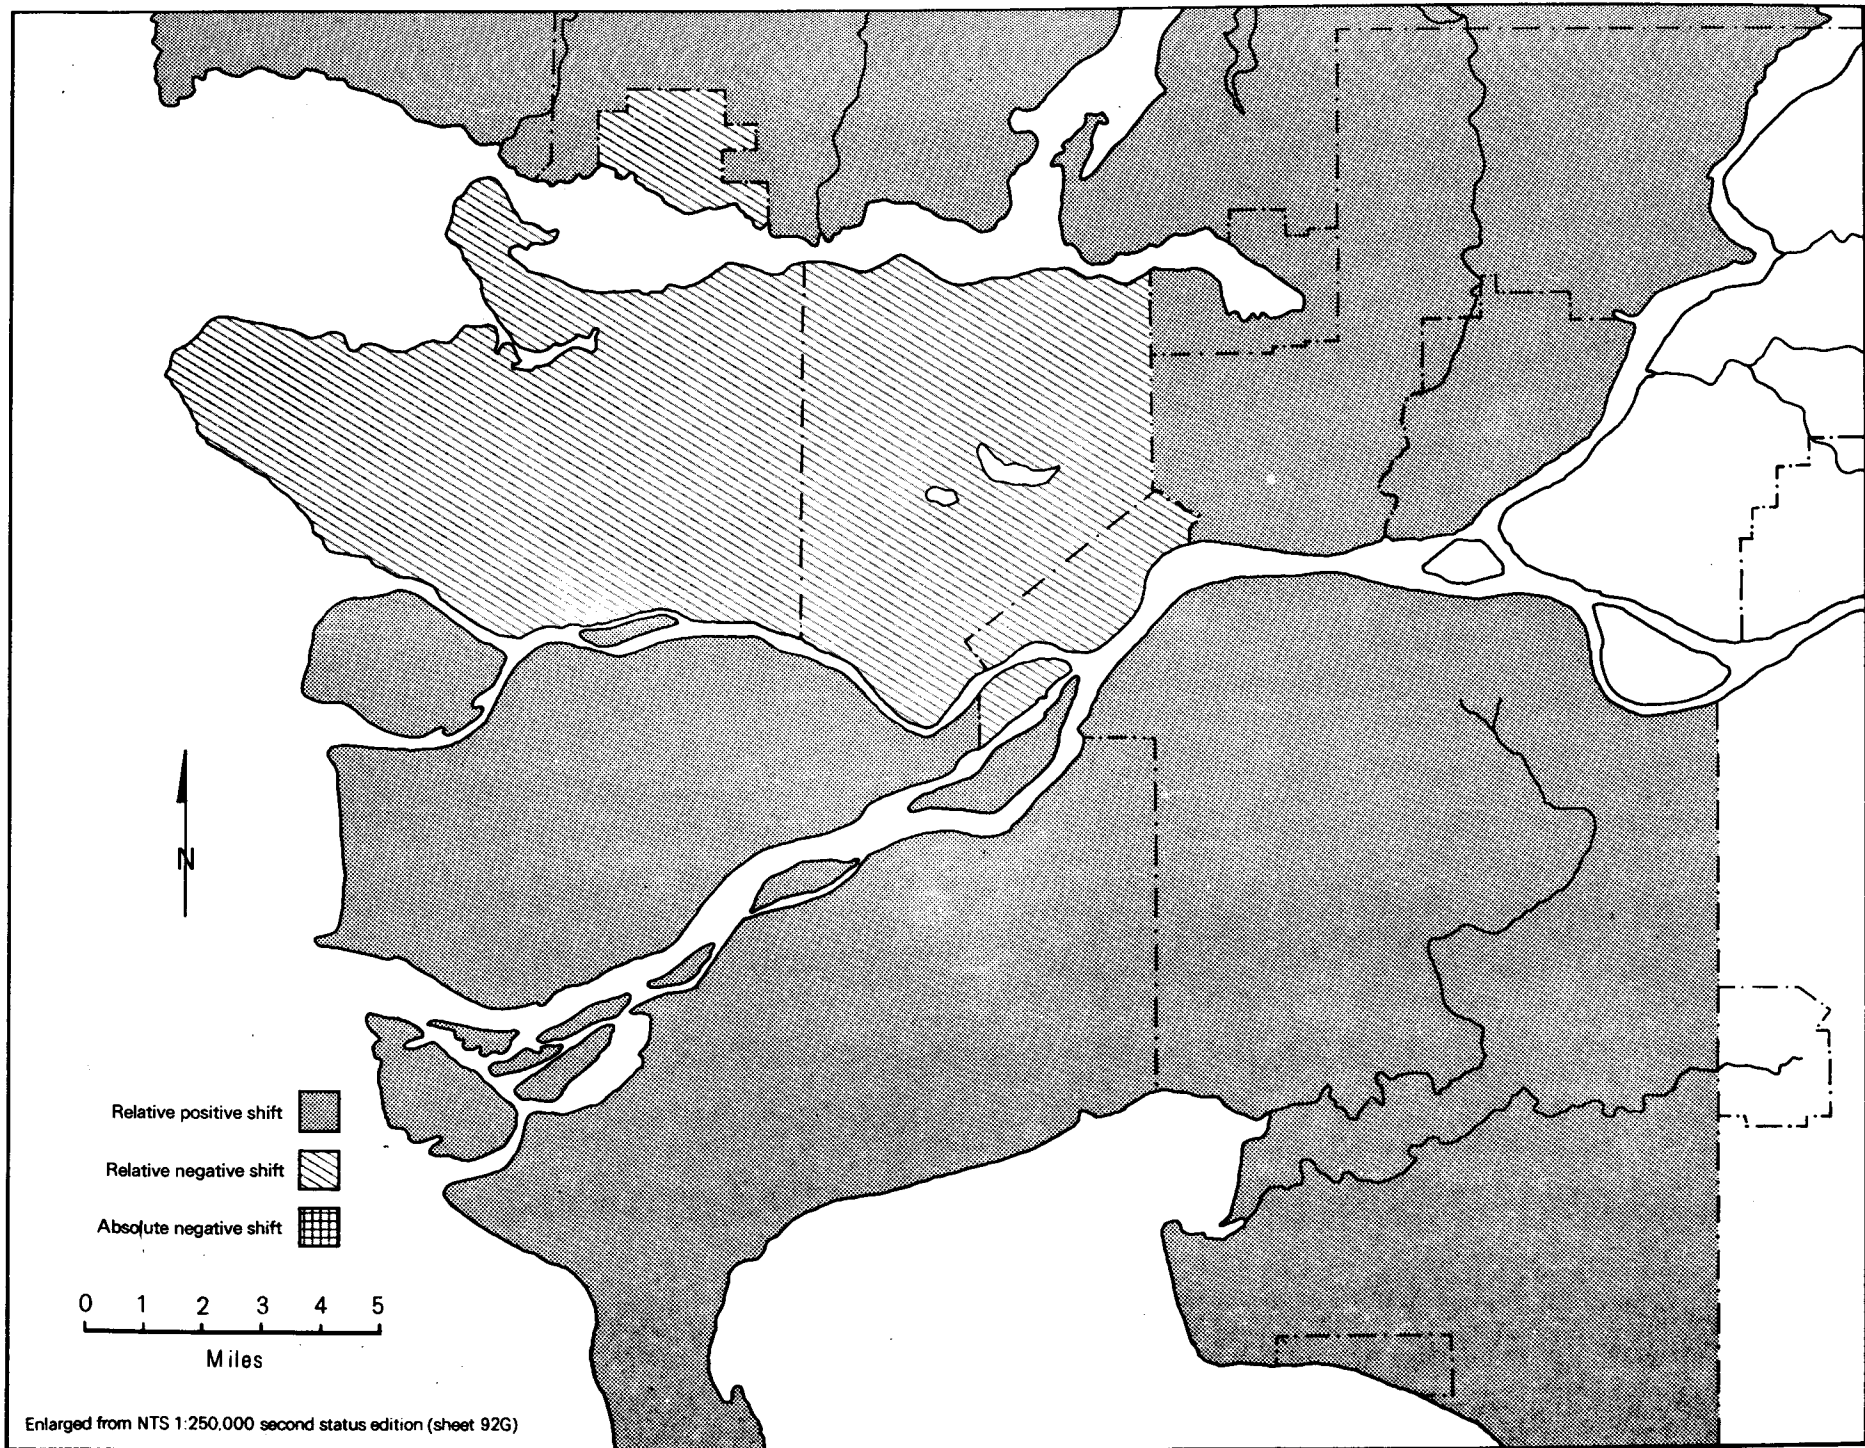 N
Relative positive shift
Relative negative shift
Absolute negative shift
0 1 2 3 4 5
Miles
Enlarged from NTS 1:250,000 second status edition (sheet 92G)